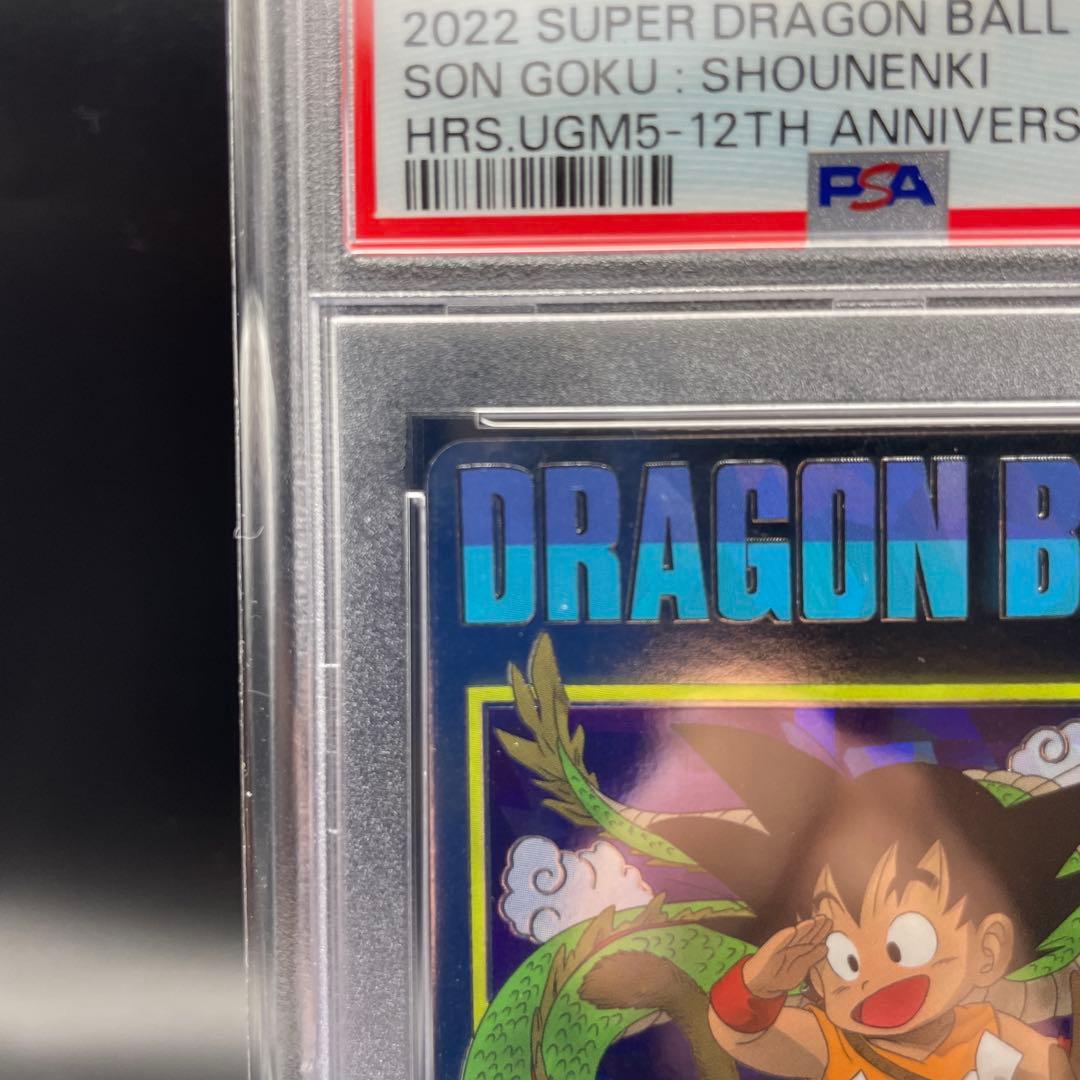 2022 SUPER DRAGON BALL
SON GOKU : SHOUNENKI
HRS.UGM5-12TH ANNIVERS
PSA
DRAGON B